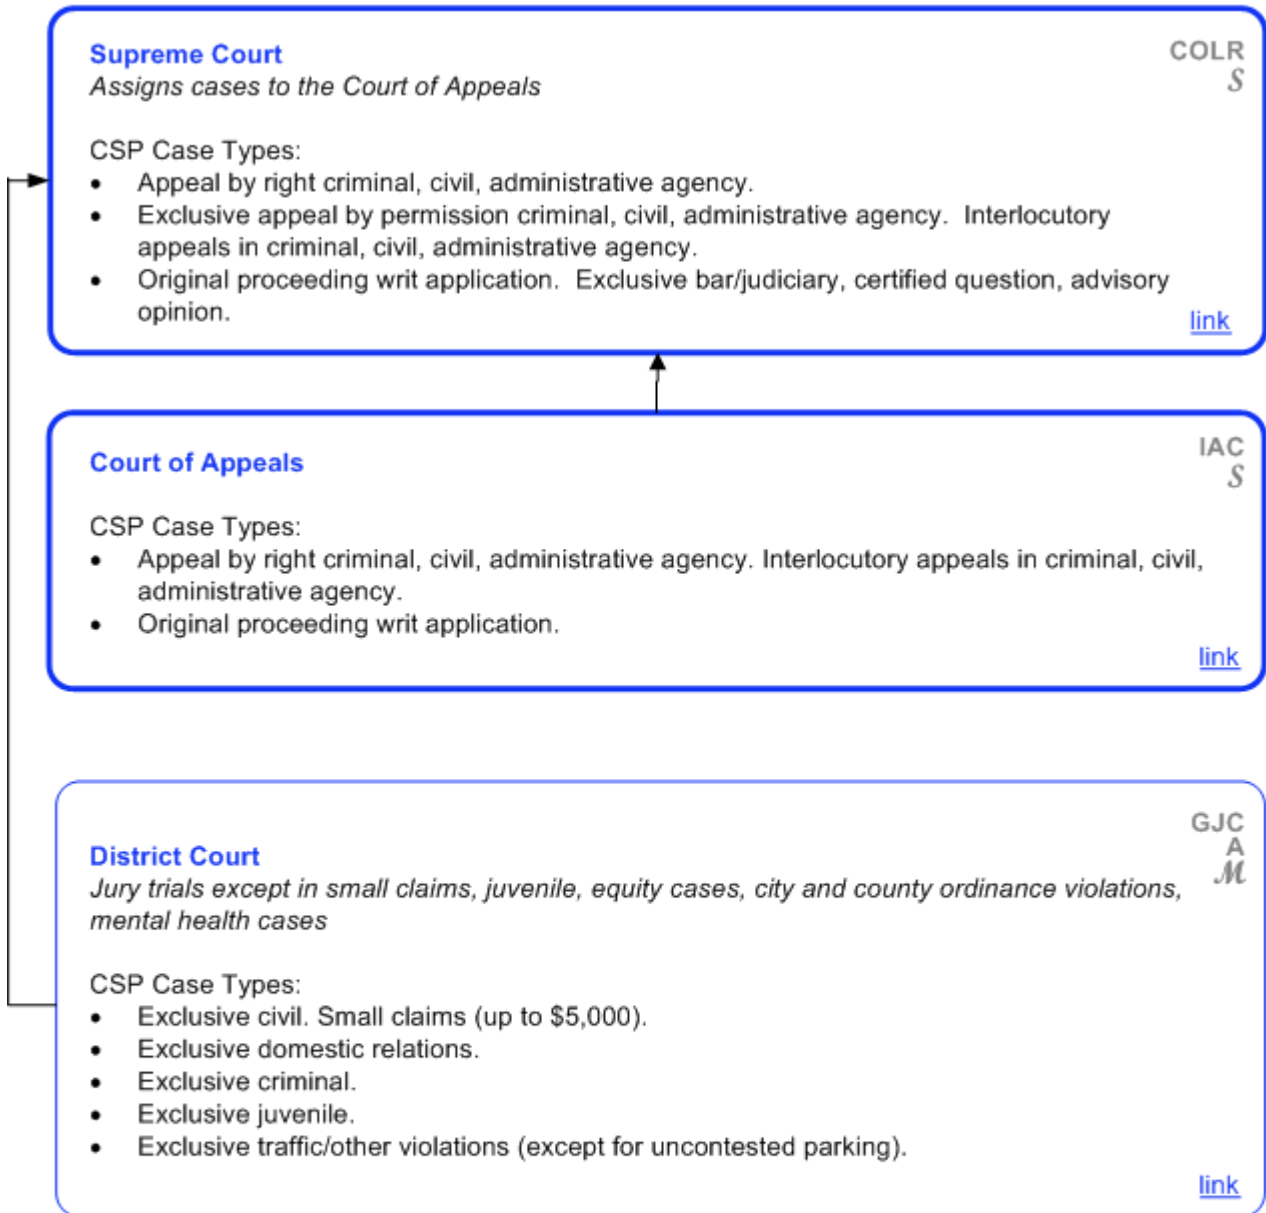 Supreme Court
COLR
Assigns cases to the Court of Appeals
S
CSP Case Types:
• Appeal by right criminal, civil, administrative agency.
• Exclusive appeal by permission criminal, civil, administrative agency.  Interlocutory
appeals in criminal, civil, administrative agency.
• Original proceeding writ application.  Exclusive bar/judiciary, certified question, advisory
opinion.
link
Court of Appeals
IAC
S
CSP Case Types:
• Appeal by right criminal, civil, administrative agency. Interlocutory appeals in criminal, civil,
administrative agency.
• Original proceeding writ application.
link
GJC
A
District Court
M
Jury trials except in small claims, juvenile, equity cases, city and county ordinance violations,
mental health cases
CSP Case Types:
• Exclusive civil. Small claims (up to $5,000).
• Exclusive domestic relations.
• Exclusive criminal.
• Exclusive juvenile.
• Exclusive traffic/other violations (except for uncontested parking).
link